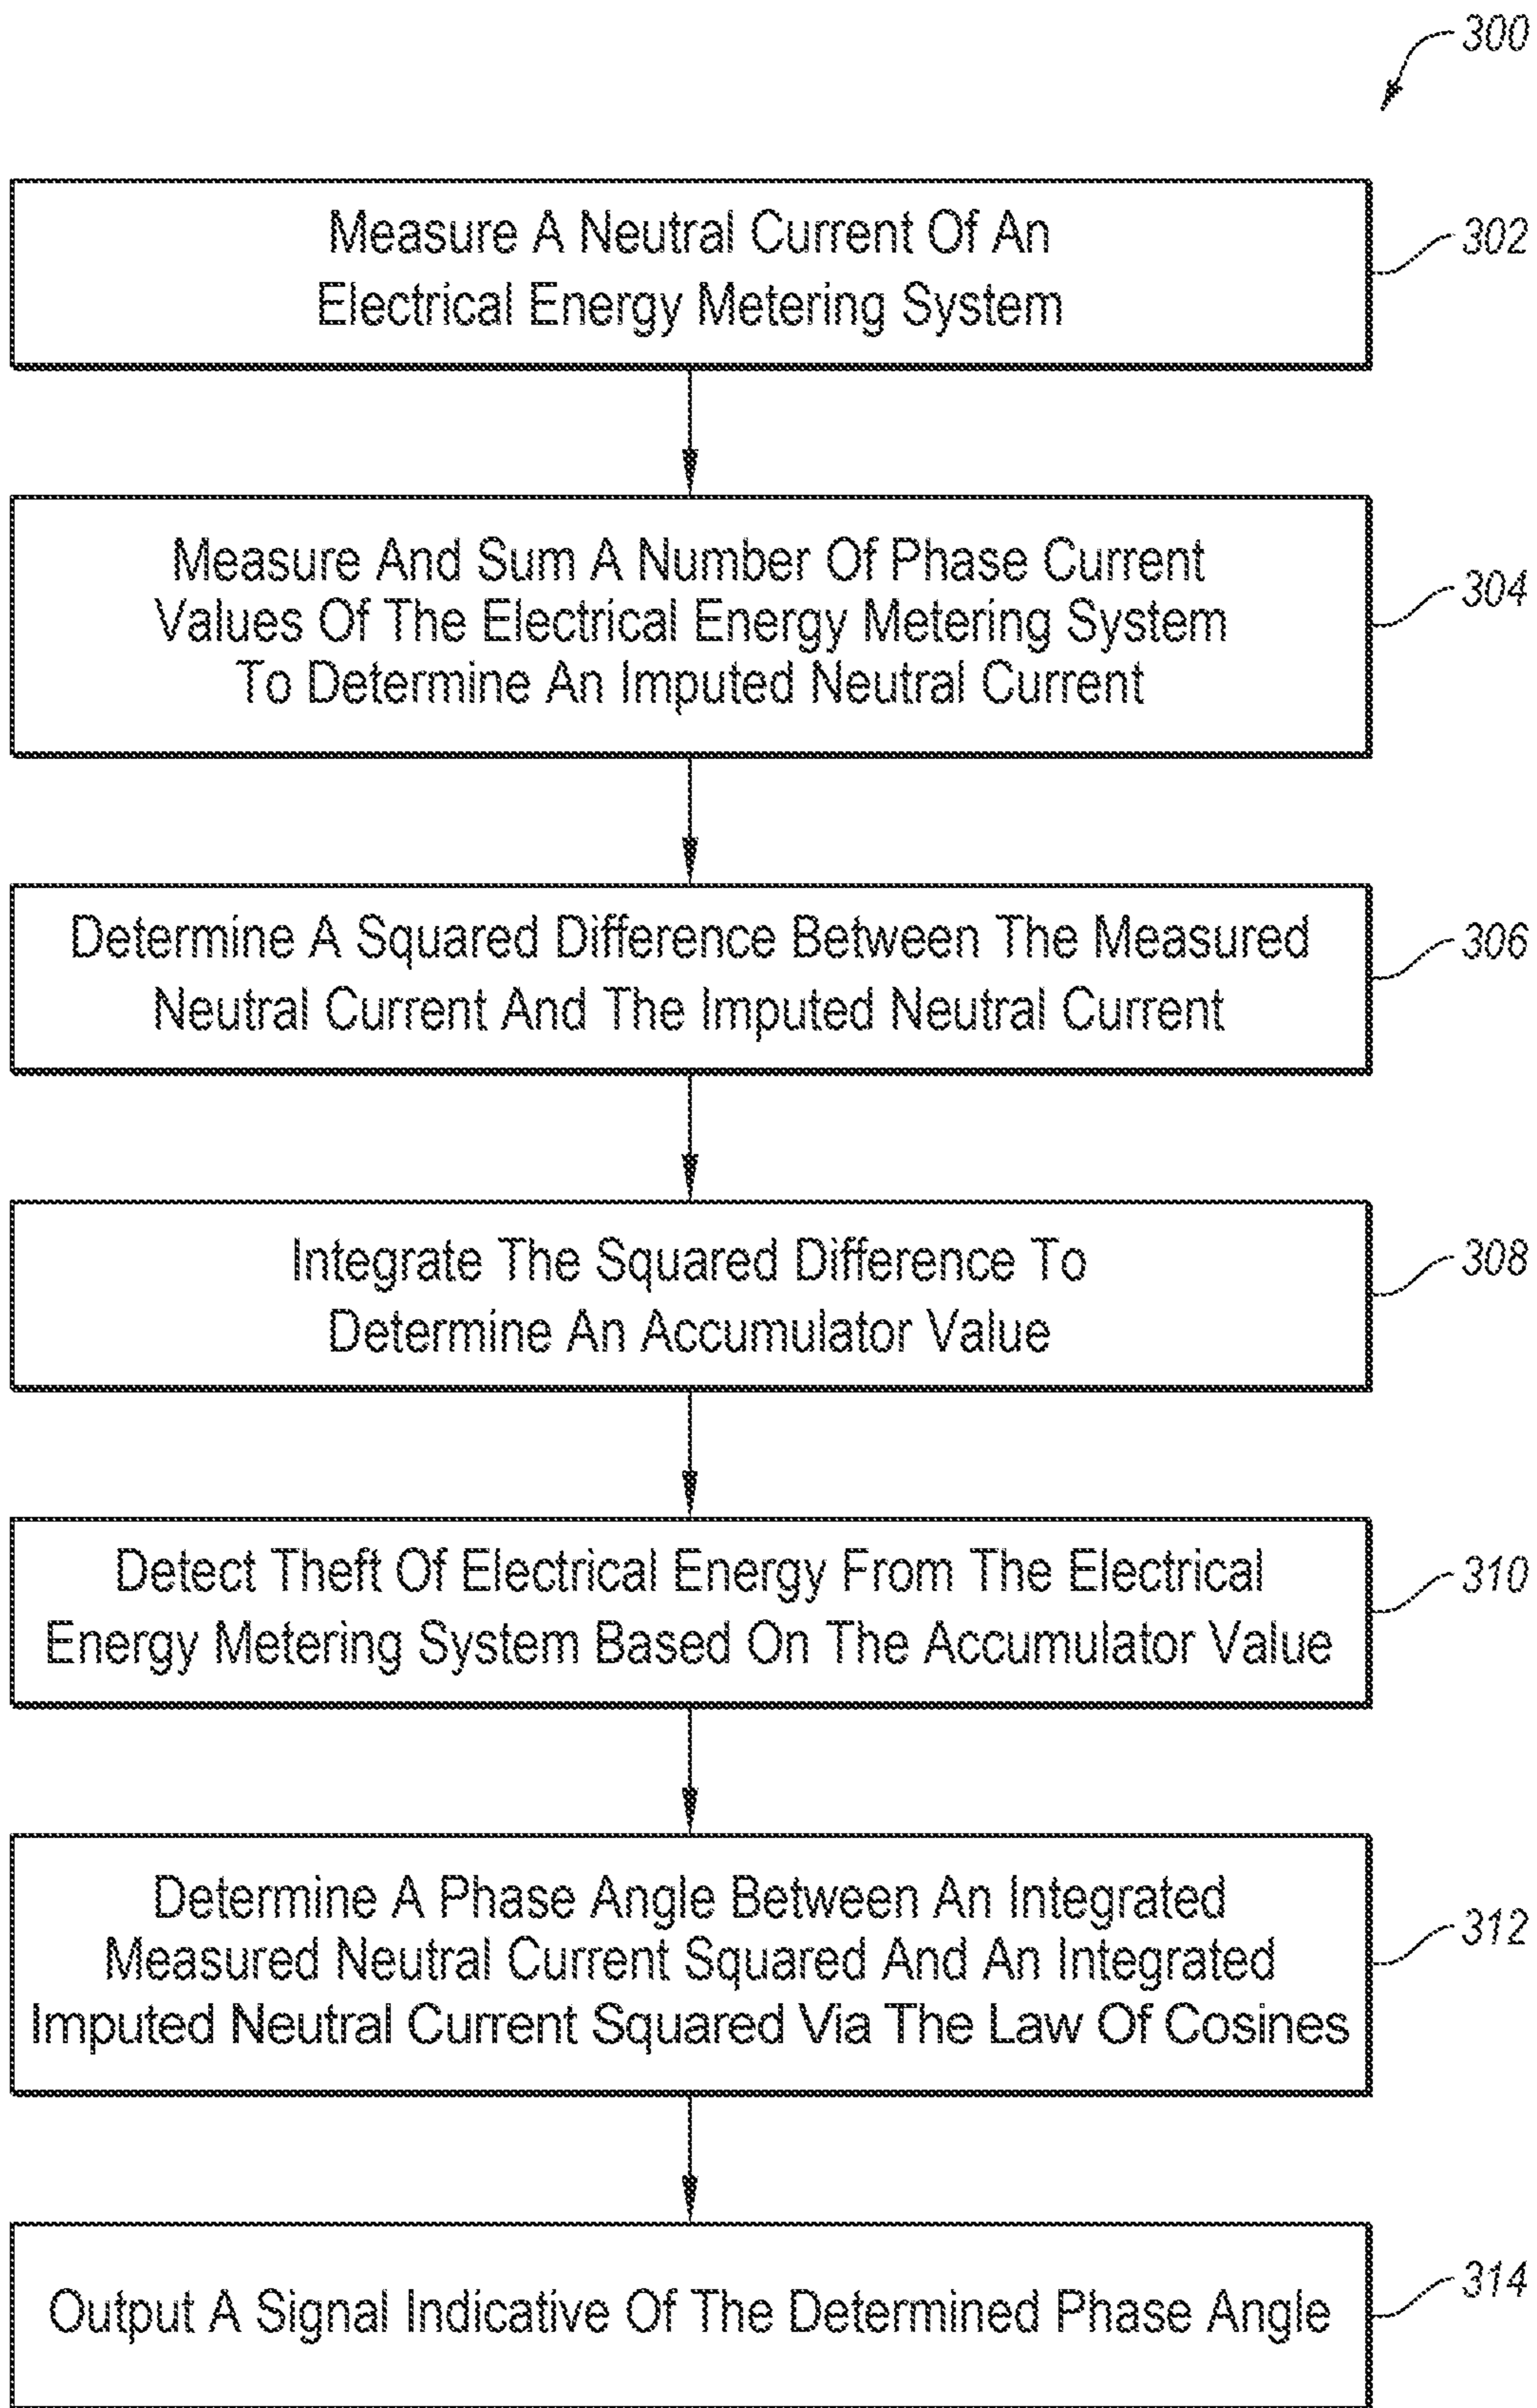 300
Measure A Neutral Current Of An
Electrical Energy Metering System
302
Measure And Sum A Number Of Phase Current
Values Of The Electrical Energy Metering System
To Determine An Imputed Neutral Current
304
Determine A Squared Difference Between The Measured
Neutral Current And The Imputed Neutral Current
306
Integrate The Squared Difference To
Determine An Accumulator Value
308
Detect Theft Of Electrical Energy From The Electrical
Energy Metering System Based On The Accumulator Value
310
Determine A Phase Angle Between An Integrated
Measured Neutral Current Squared And An Integrated
Imputed Neutral Current Squared Via The Law Of Cosines
312
Output A Signal Indicative Of The Determined Phase Angle
314